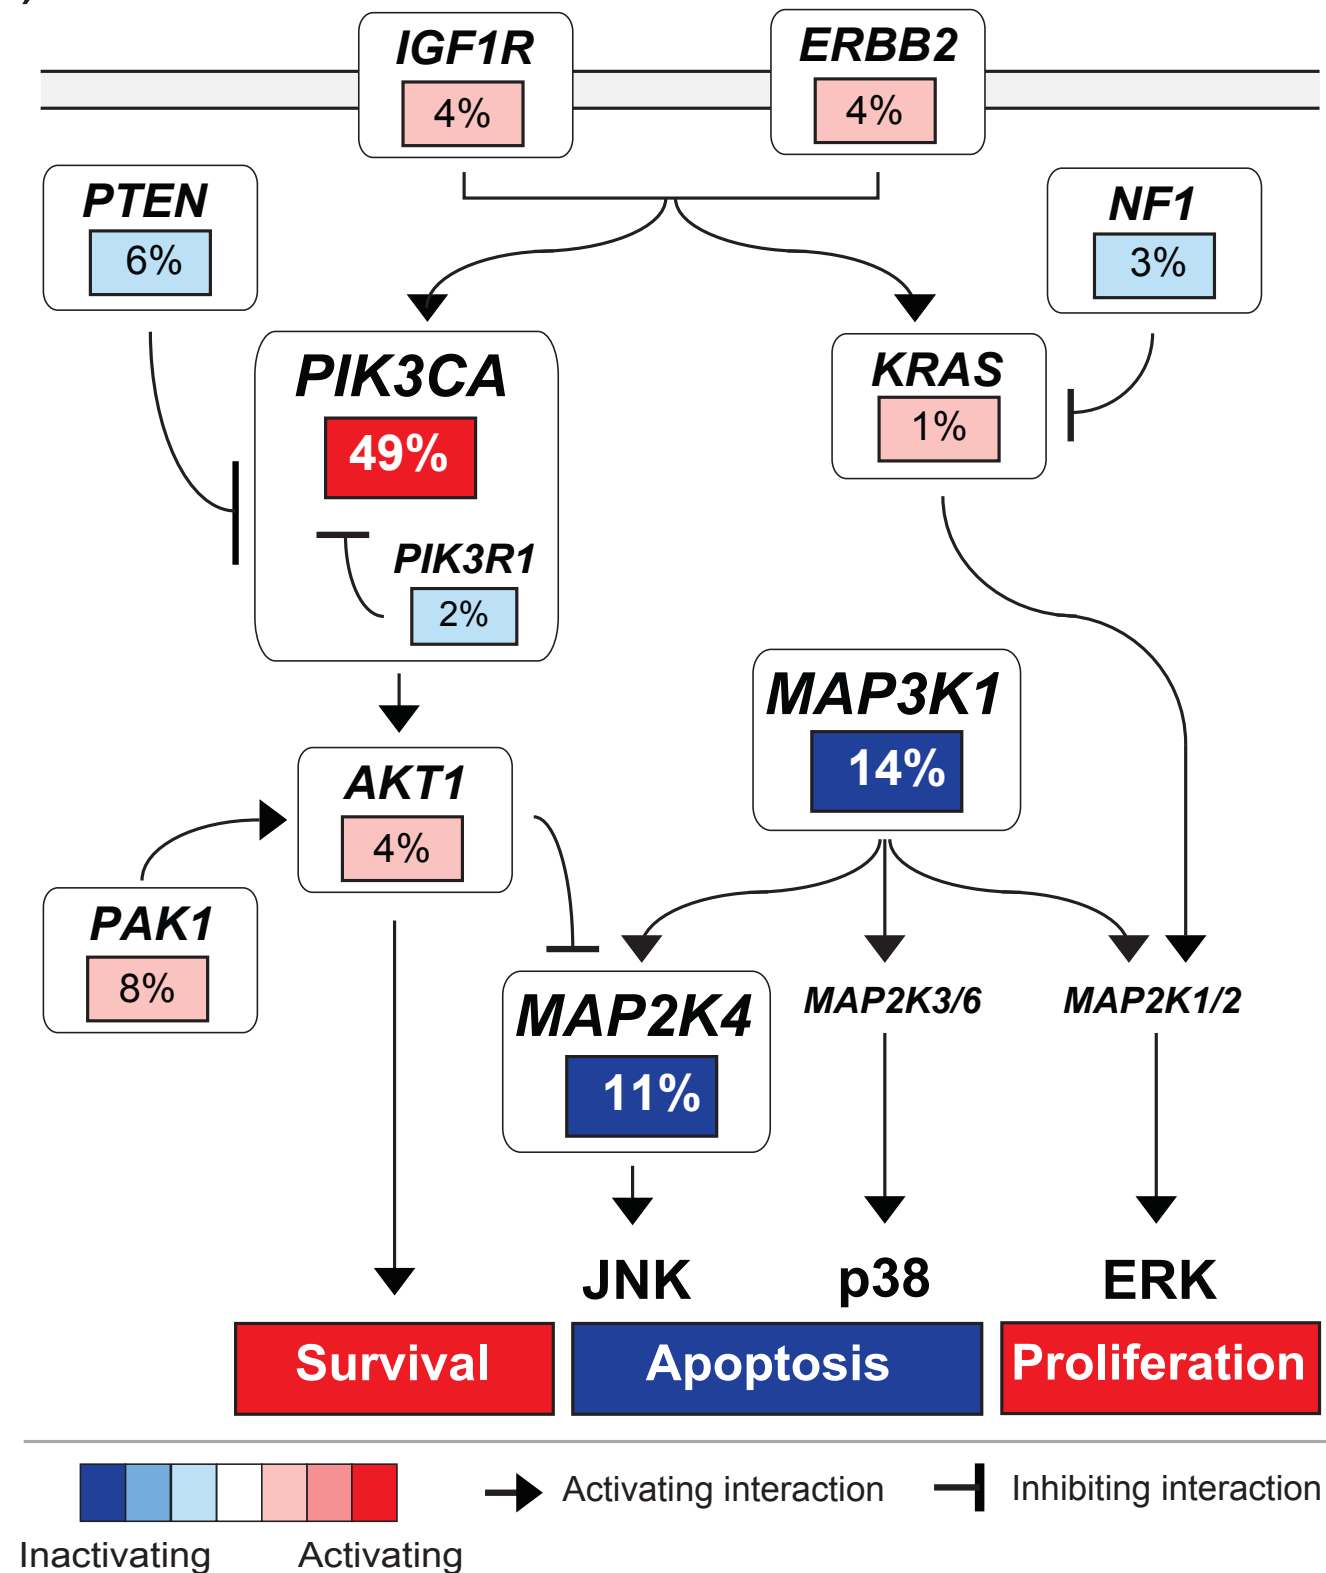 )
IGF1R
4%
ERBB2
4%
PTEN
6%
NF1
3%
PIK3CA
49%
KRAS
1%
PIK3R1
2%
MAP3K1
14%
AKT1
4%
PAK1
8%
MAP2K4
11%
MAP2K3/6
MAP2K1/2
JNK
p38
ERK
Survival
Apoptosis
Proliferation
Activating interaction
Inhibiting interaction
Inactivating
Activating